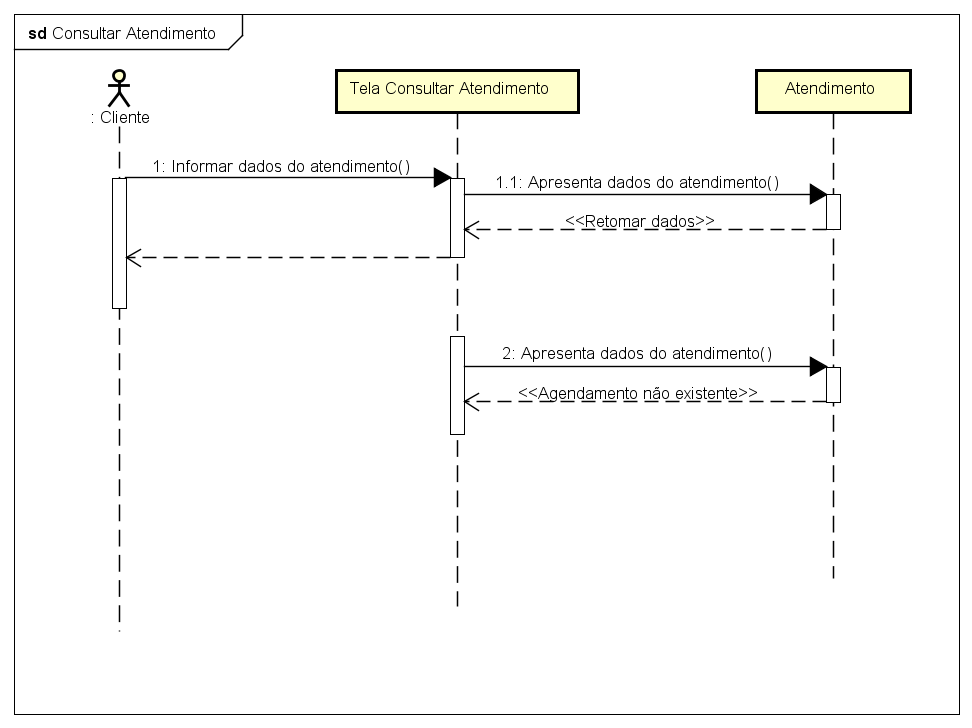 sd Consultar Atendimento
: Cliente
Tela Consultar Atendimento
Atendimento
1: Informar dados do atendimento()
1.1: Apresenta dados do atendimento()
<<Retornar dados>>
2: Apresenta dados do atendimento()
<<Agendamento não existente>>